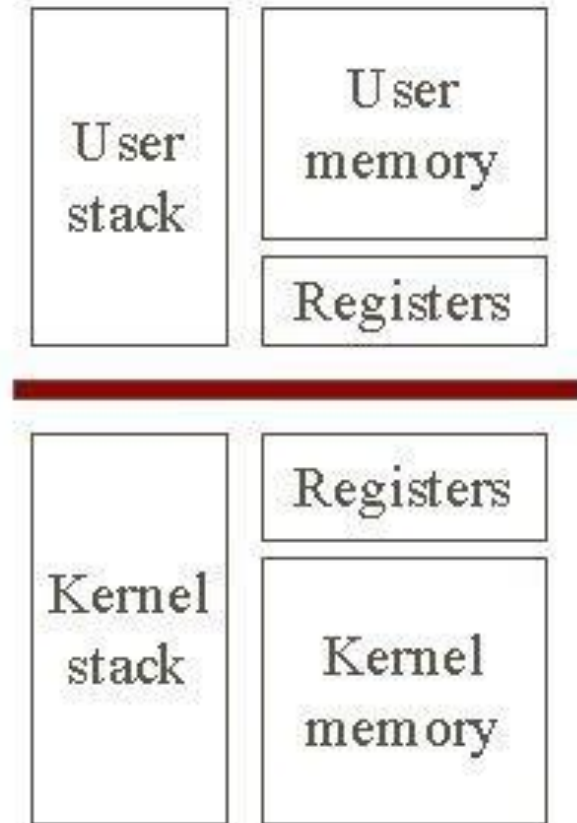 User
stack
User
memory
Registers
Kernel
stack
Registers
Kernel
memory